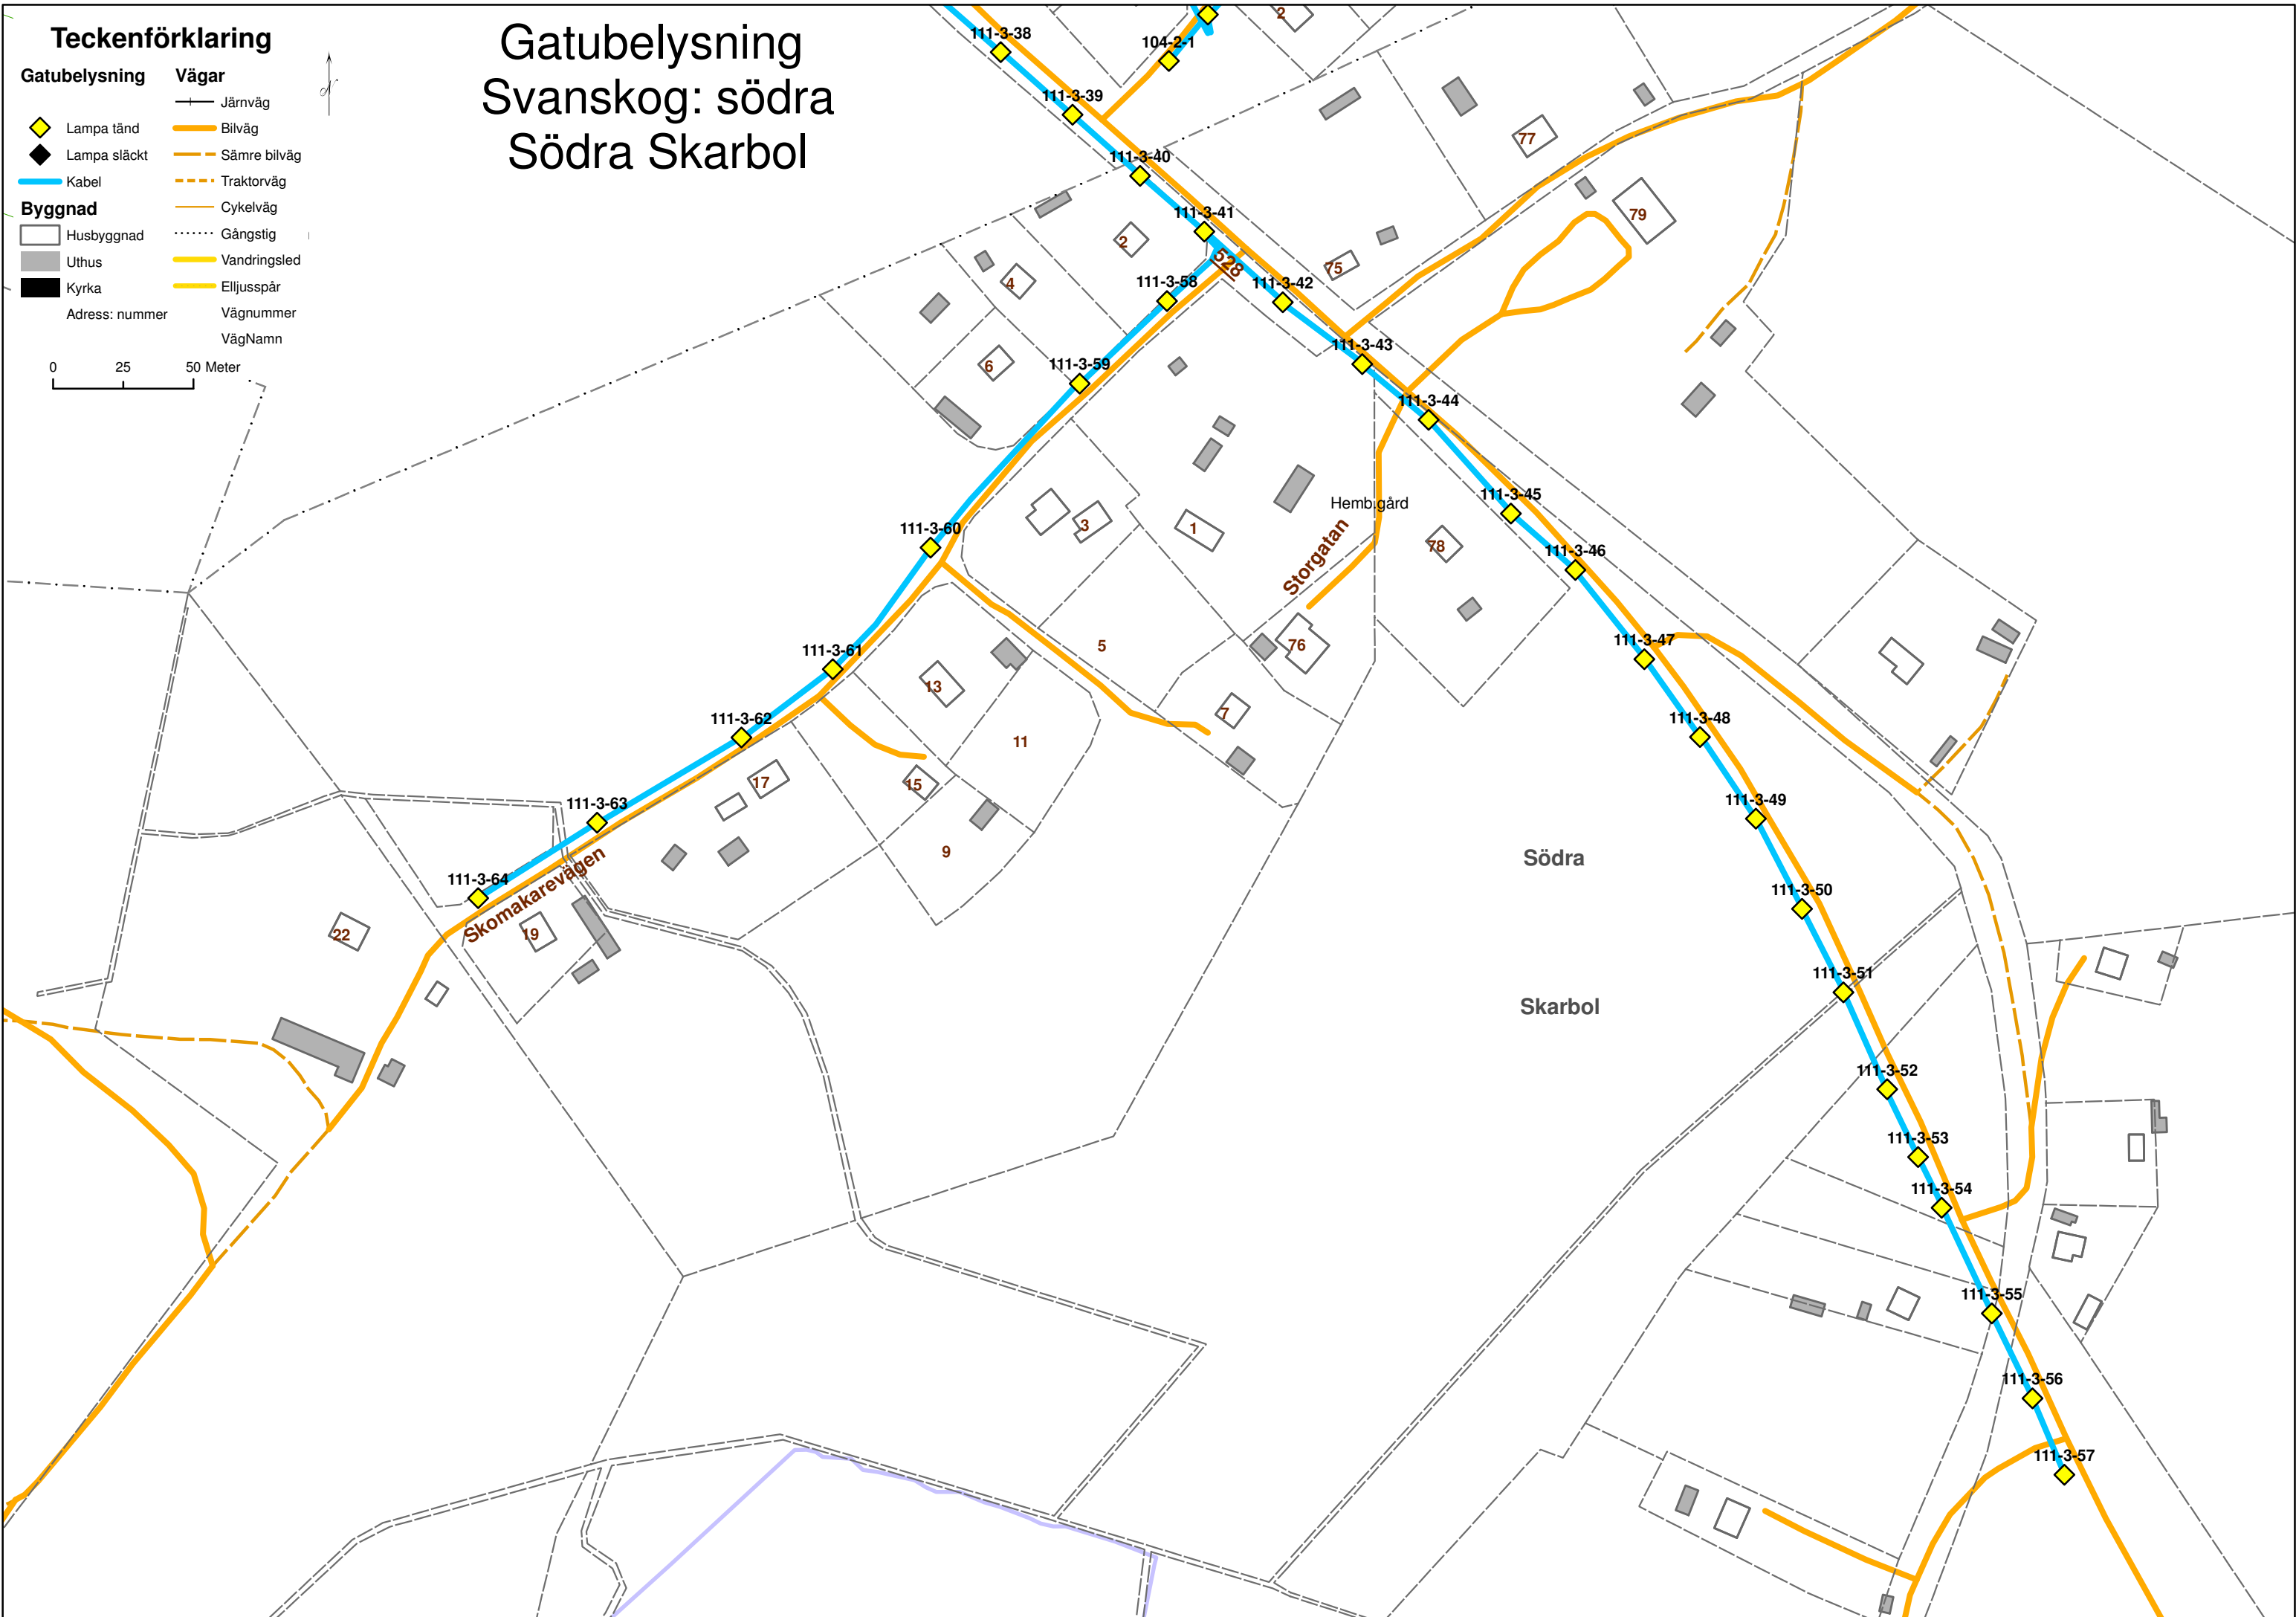 Teckenförklaring
Gatubelysning
Lampa tänd
Lampa släckt
Kabel
Byggnad
Husbyggnad
Uthus
Kyrka
Adress: nummer
Vägar
Järnväg
Bilväg
Sämre bilväg
Traktorväg
Cykelväg
Gångstig
Vandringsled
Elljusspår
Vägnummer
VägNamn
0 25 50 Meter
Gatubelysning
Svanskog: södra
Södra Skarbol
111-3-38
104-2-1
2
111-3-39
77
111-3-40
79
111-3-41
2
528
75
4
111-3-58
111-3-42
111-3-43
6
111-3-59
111-3-44
111-3-45
Hemb.gård
111-3-60
3
1
Storgatan
78
111-3-46
5
76
111-3-47
111-3-61
13
7
111-3-48
111-3-62
11
17
15
111-3-49
111-3-63
9
Södra
Skomakarevägen
111-3-64
111-3-50
22
19
111-3-51
Skarbol
111-3-52
111-3-53
111-3-54
111-3-55
111-3-56
111-3-57